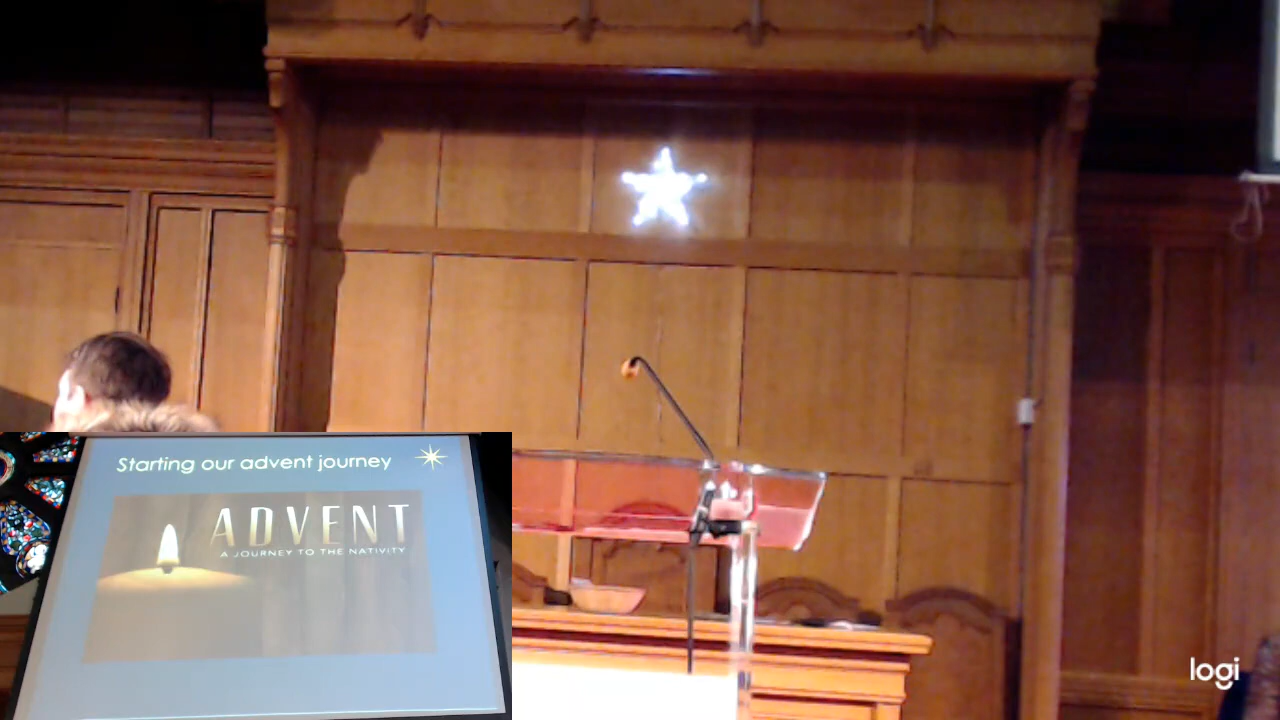 Starting our advent journey
ADVENT
A JOURNEY TO THE NATIVITY
logi